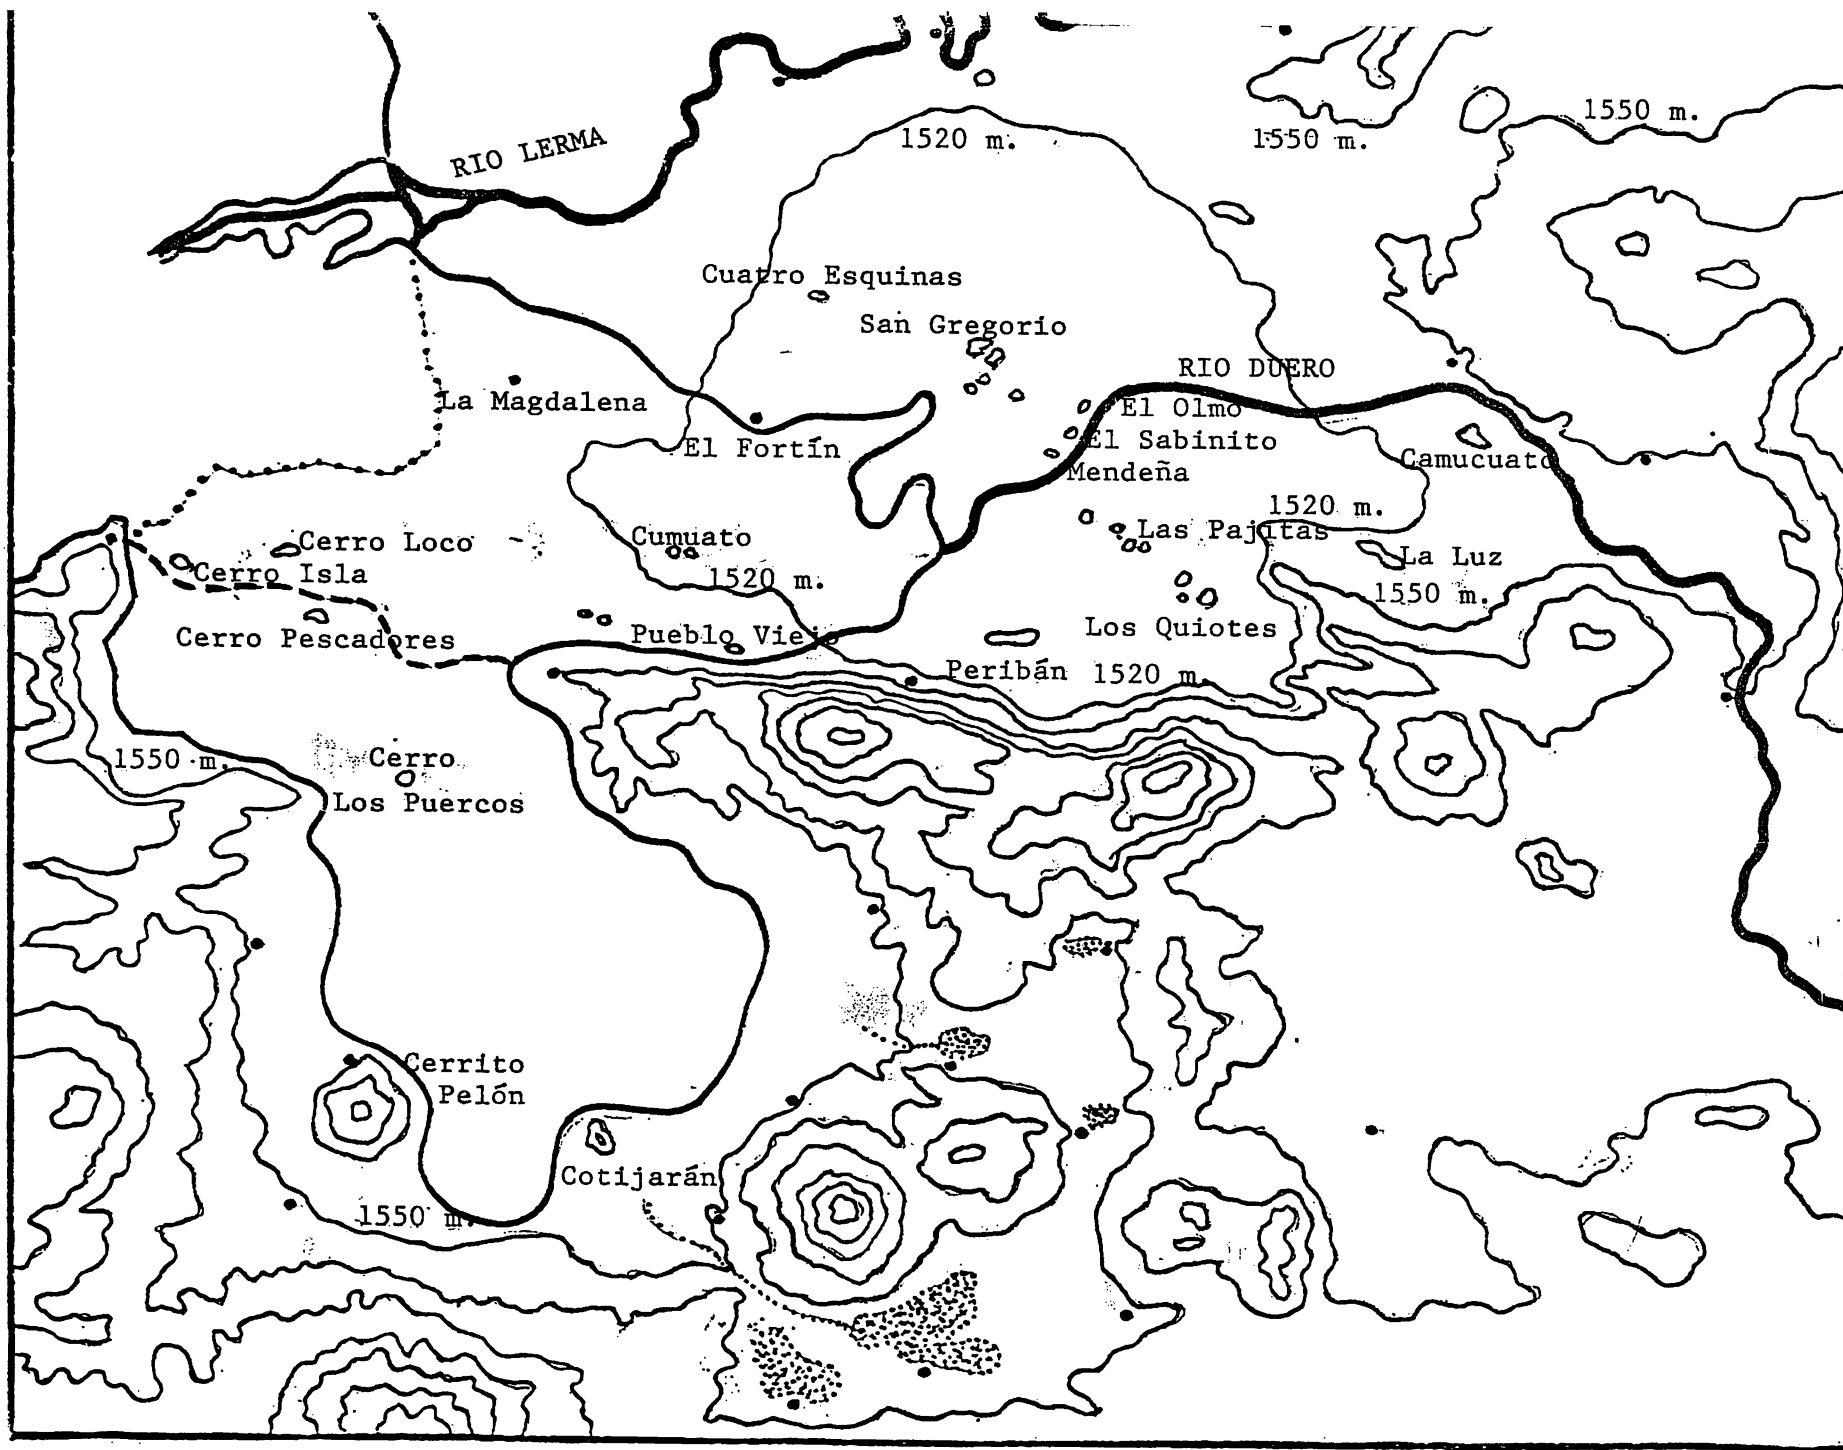 1550 m.
1520 m.
1550 m.
RIO LERMA
Cuatro Esquinas
San Gregorio
RIO DUERO
La Magdalena
El Olmo
El Fortín
El Sabinito
Camucuato
Mendeña
1520 m.
Cerro Loco
Cumuato
Las Pajitas
Cerro Isla
1520 m.
La Luz
1550 m.
Cerro Pescadores
Pueblo Viejo
Los Quiotes
Peribán
1520 m.
1550 m.
Cerro
Los Puercos
Cerrito
Pelón
Cotijarán
1550 m.